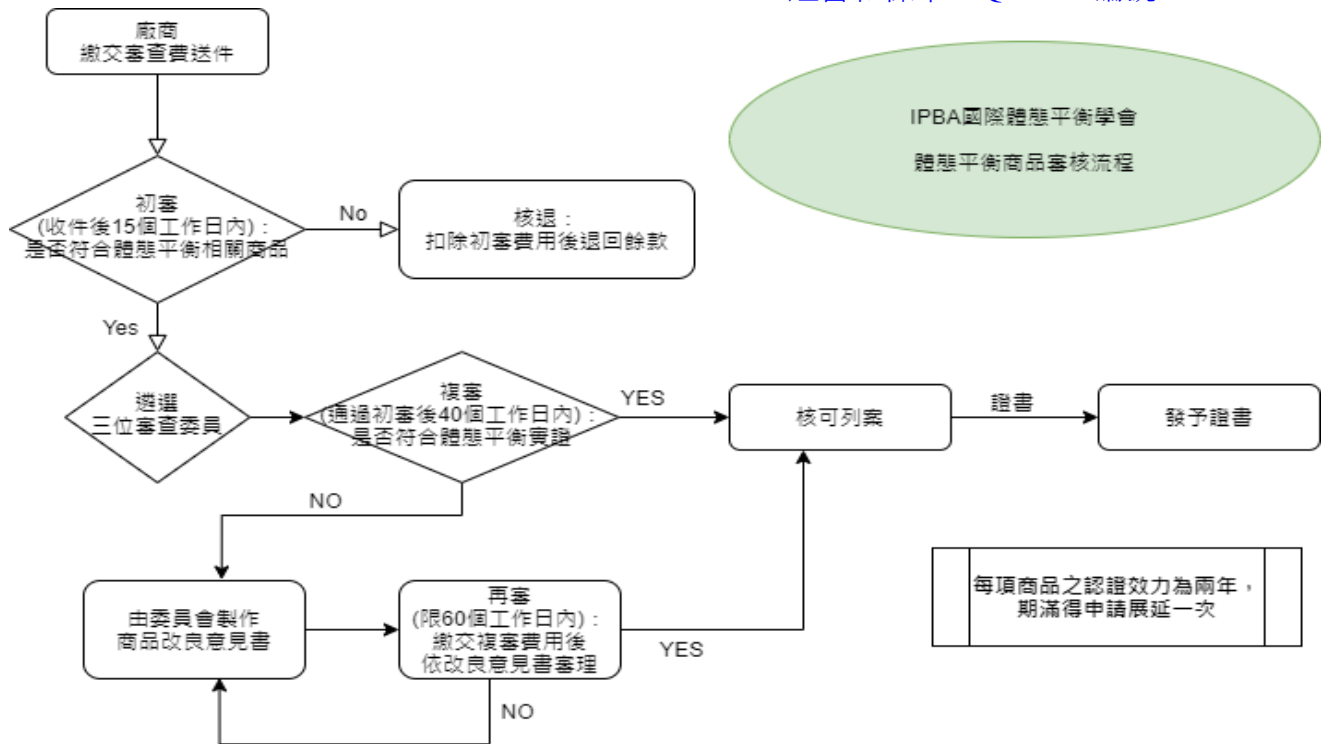 廠商
繳交審查費送件
IPBA國際體態平衡學會
體態平衡商品審核流程
初審
(收件後15個工作日內)：
是否符合體態平衡相關商品
No
核退：
扣除初審費用後退回餘款
Yes
遴選
三位審查委員
複審
(通過初審後40個工作日內)：
是否符合體態平衡實證
YES
核可列案
證書
發予證書
NO
由委員會製作
商品改良意見書
再審
(限60個工作日內)：
繳交複審費用後
依改良意見書審理
YES
NO
每項商品之認證效力為兩年，
期滿得申請展延一次